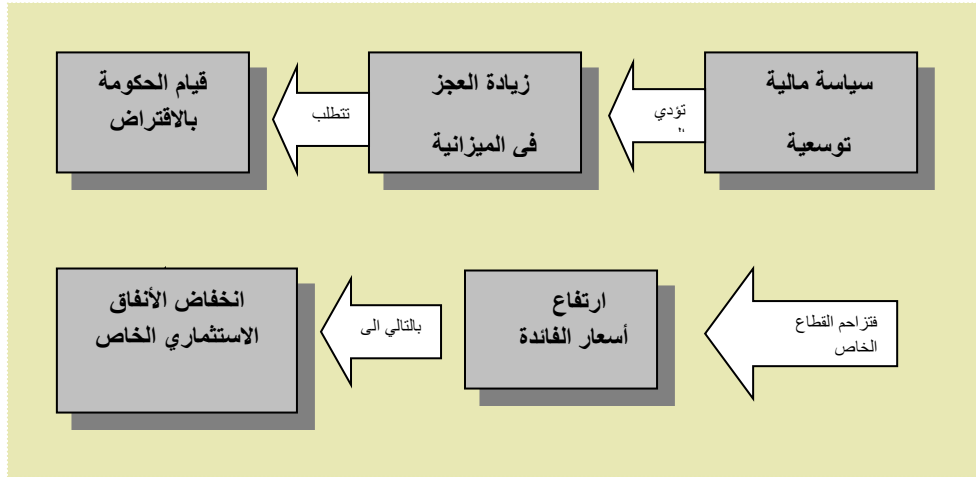 سياسة مالية
توسعية
تؤدي
زيادة العجز
فى الميزانية
تتطلب
قيام الحكومة
بالاقتراض
فتزاحم القطاع
الخاص
ارتفاع
أسعار الفائدة
بالتالي الى
انخفاض الأنفاق
الاستثماري الخاص